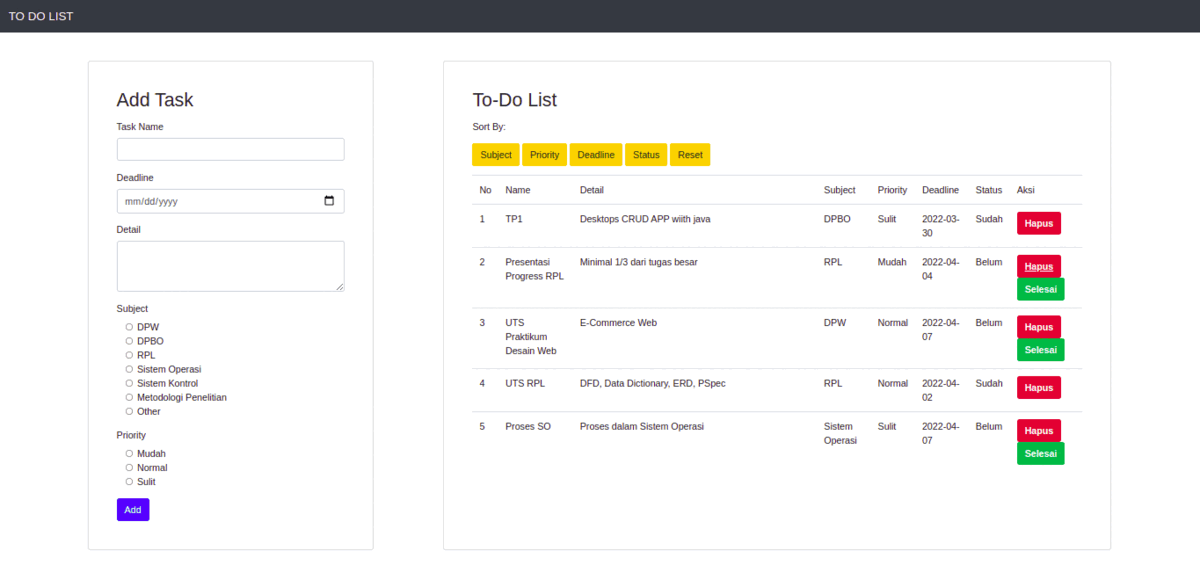 TO DO LIST
Add Task
Task Name
Deadline
mm/dd/yyyy
Detail
Subject
DPW
DPBO
RPL
Sistem Operasi
Sistem Kontrol
Metodologi Penelitian
Other
Priority
Mudah
Normal
Sulit
Add
To-Do List
Sort By:
Subject Priority Deadline Status Reset
No Name Detail Subject Priority Deadline Status Aksi
1 TP1 Desktops CRUD APP wiith java DPBO Sulit 2022-03- Sudah Hapus
30
2 Presentasi Minimal 1/3 dari tugas besar RPL Mudah 2022-04- Belum Hapus
Progress RPL 04
Selesai
3 UTS E-Commerce Web DPW Normal 2022-04- Belum Hapus
Praktikum 07
Desain Web Selesai
4 UTS RPL DFD, Data Dictionary, ERD, PSpec RPL Normal 2022-04- Sudah Hapus
02
5 Proses SO Proses dalam Sistem Operasi Sistem Sulit 2022-04- Belum Hapus
Operasi 07
Selesai